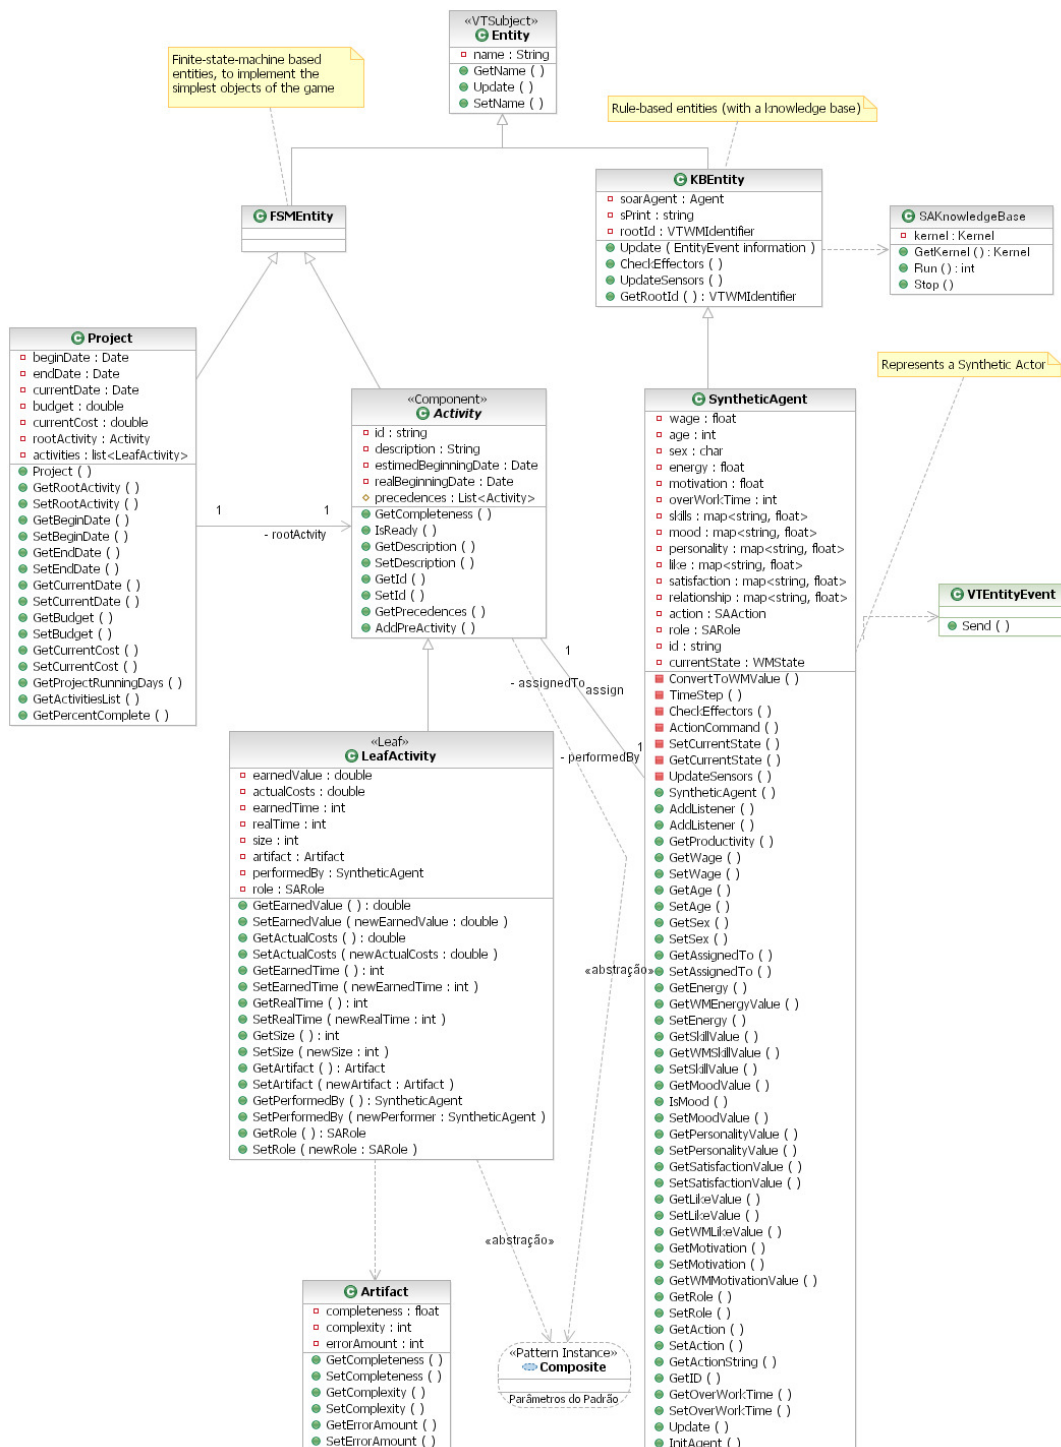 «VTSubject»
Entity
name : String
GetName ( )
Update ( )
SetName ( )
Finite-state-machine based
entities, to implement the
simplest objects of the game
Rule-based entities (with a knowledge base)
FSMEntity
KBEntity
soarAgent : Agent
sPrint : string
rootId : VTWMIdentifier
Update ( EntityEvent information )
CheckEffectors ( )
UpdateSensors ( )
GetRootId ( ) : VTWMIdentifier
SAKnowledgeBase
kernel : Kernel
GetKernel ( ) : Kernel
Run ( ) : int
Stop ( )
Project
beginDate : Date
endDate : Date
currentDate : Date
budget : double
currentCost : double
rootActivity : Activity
activities : list<LeafActivity>
Project ( )
GetRootActivity ( )
SetRootActivity ( )
GetBeginDate ( )
SetBeginDate ( )
GetEndDate ( )
SetEndDate ( )
GetCurrentDate ( )
SetCurrentDate ( )
GetBudget ( )
SetBudget ( )
GetCurrentCost ( )
SetCurrentCost ( )
GetProjectRunningDays ( )
GetActivitiesList ( )
GetPercentComplete ( )
1
1
- rootActvity
«Component»
Activity
id : string
description : String
estimedBeginningDate : Date
realBeginningDate : Date
precedences : List<Activity>
GetCompleteness ( )
IsReady ( )
GetDescription ( )
SetDescription ( )
GetId ( )
SetId ( )
GetPrecedences ( )
AddPreActivity ( )
1
- assignedTo
assign
1
- performedBy
Represents a Synthetic Actor
SyntheticAgent
wage : float
age : int
sex : char
energy : float
motivation : float
overWorkTime : int
skills : map<string, float>
mood : map<string, float>
personality : map<string, float>
like : map<string, float>
satisfaction : map<string, float>
relationship : map<string, float>
action : SAAction
role : SARole
id : string
currentState : WMState
ConvertToWMValue ( )
TimeStep ( )
CheckEffectors ( )
ActionCommand ( )
SetCurrentState ( )
GetCurrentState ( )
UpdateSensors ( )
SyntheticAgent ( )
AddListener ( )
AddListener ( )
GetProductivity ( )
GetWage ( )
SetWage ( )
GetAge ( )
SetAge ( )
GetSex ( )
SetSex ( )
GetAssignedTo ( )
SetAssignedTo ( )
GetEnergy ( )
GetWMEnergyValue ( )
SetEnergy ( )
GetSkillValue ( )
GetWMSkillValue ( )
SetSkillValue ( )
GetMoodValue ( )
IsMood ( )
SetMoodValue ( )
GetPersonalityValue ( )
SetPersonalityValue ( )
GetSatisfactionValue ( )
SetSatisfactionValue ( )
GetLikeValue ( )
SetLikeValue ( )
GetWMLikeValue ( )
GetMotivation ( )
SetMotivation ( )
GetWMMotivationValue ( )
GetRole ( )
SetRole ( )
GetAction ( )
SetAction ( )
GetActionString ( )
GetID ( )
GetOverWorkTime ( )
SetOverWorkTime ( )
Update ( )
InitAgent ( )
VTEntityEvent
Send ( )
«Leaf»
LeafActivity
earnedValue : double
actualCosts : double
earnedTime : int
realTime : int
size : int
artifact : Artifact
performedBy : SyntheticAgent
role : SARole
GetEarnedValue ( ) : double
SetEarnedValue ( newEarnedValue : double )
GetActualCosts ( ) : double
SetActualCosts ( newActualCosts : double )
GetEarnedTime ( ) : int
SetEarnedTime ( newEarnedTime : int )
GetRealTime ( ) : int
SetRealTime ( newRealTime : int )
GetSize ( ) : int
SetSize ( newSize : int )
GetArtifact ( ) : Artifact
SetArtifact ( newArtifact : Artifact )
GetPerformedBy ( ) : SyntheticAgent
SetPerformedBy ( newPerformer : SyntheticAgent )
GetRole ( ) : SARole
SetRole ( newRole : SARole )
«abstração»
«abstração»
Artifact
completeness : float
complexity : int
errorAmount : int
GetCompleteness ( )
SetCompleteness ( )
GetComplexity ( )
SetComplexity ( )
GetErrorAmount ( )
SetErrorAmount ( )
«Pattern Instance»
Composite
Parâmetros do Padrão